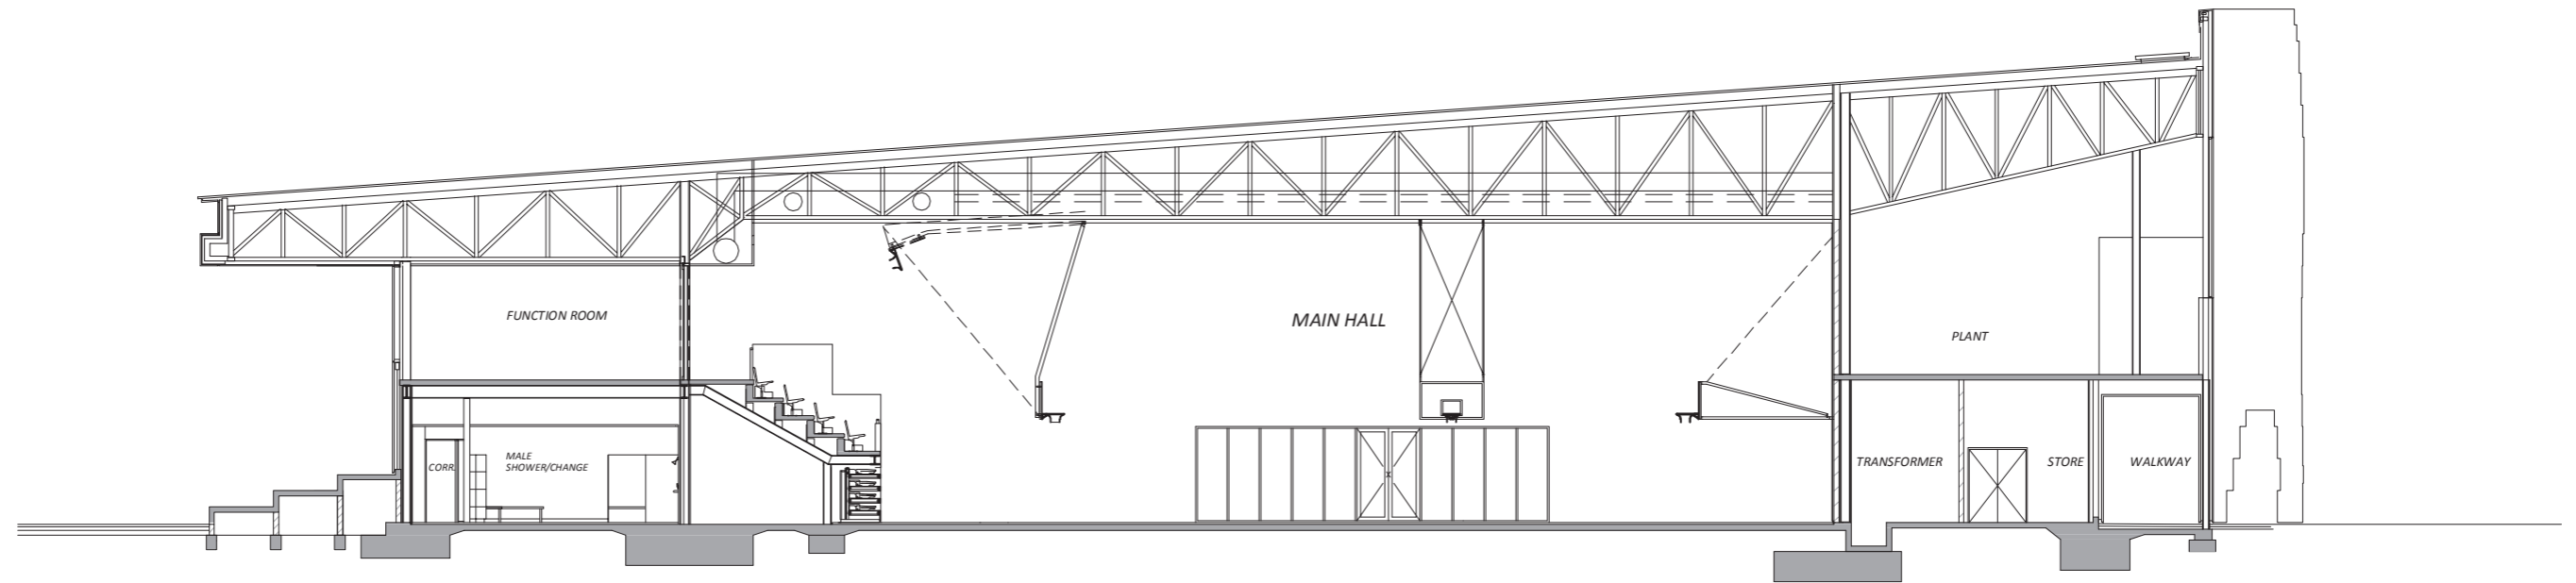 FUNCTION ROOM
MAIN HALL
PLANT
CORR.
MALE
SHOWER/CHANGE
TRANSFORMER
STORE
WALKWAY